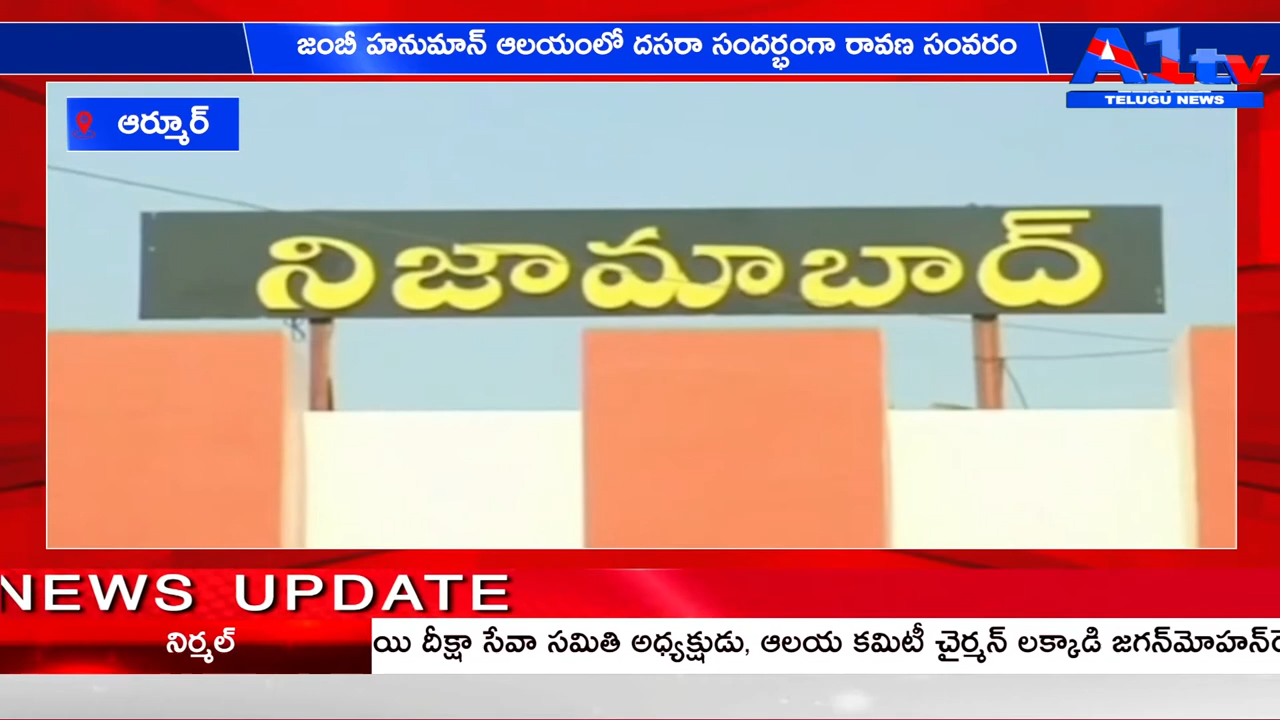 జంబీ హనుమాన్ ఆలయంలో దసరా సందర్భంగా రావణ సంవరం
A1tv
TELUGU NEWS
ఆర్మూర్
నిజామాబాద్
NEWS UPDATE
నిర్మల్
యి దీక్షా సేవా సమితి అధ్యక్షుడు, ఆలయ కమిటీ చైర్మన్ లక్కాడి జగన్‌మోహన్‌రె